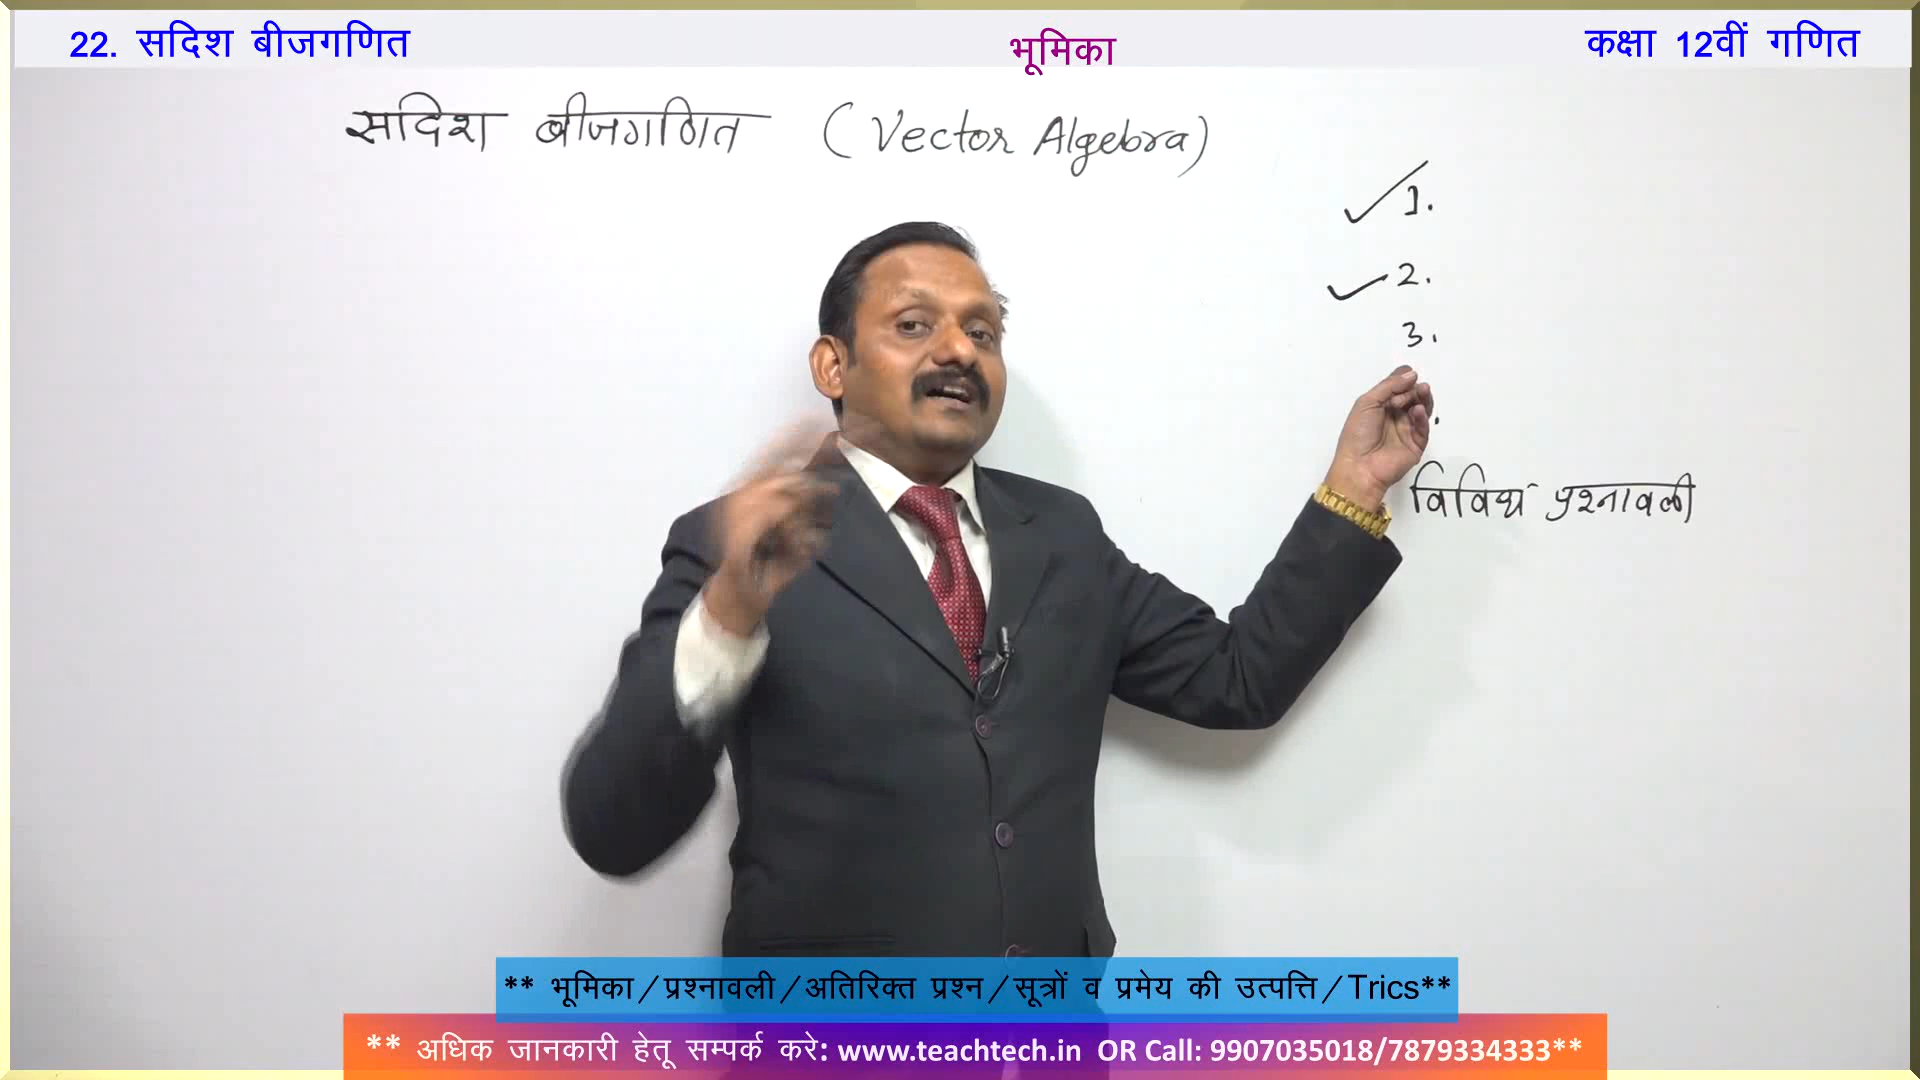 22. सदिश बीजगणित
भूमिका
कक्षा 12वीं गणित
सदिश बीजगणित (Vector Algebra)
1.
2.
3.
विविध प्रश्नावली
** भूमिका/प्रश्नावली/अतिरिक्त प्रश्न/सूत्रों व प्रमेय की उत्पत्ति/Trics**
** अधिक जानकारी हेतू सम्पर्क करे: www.teachtech.in OR Call: 9907035018/7879334333**